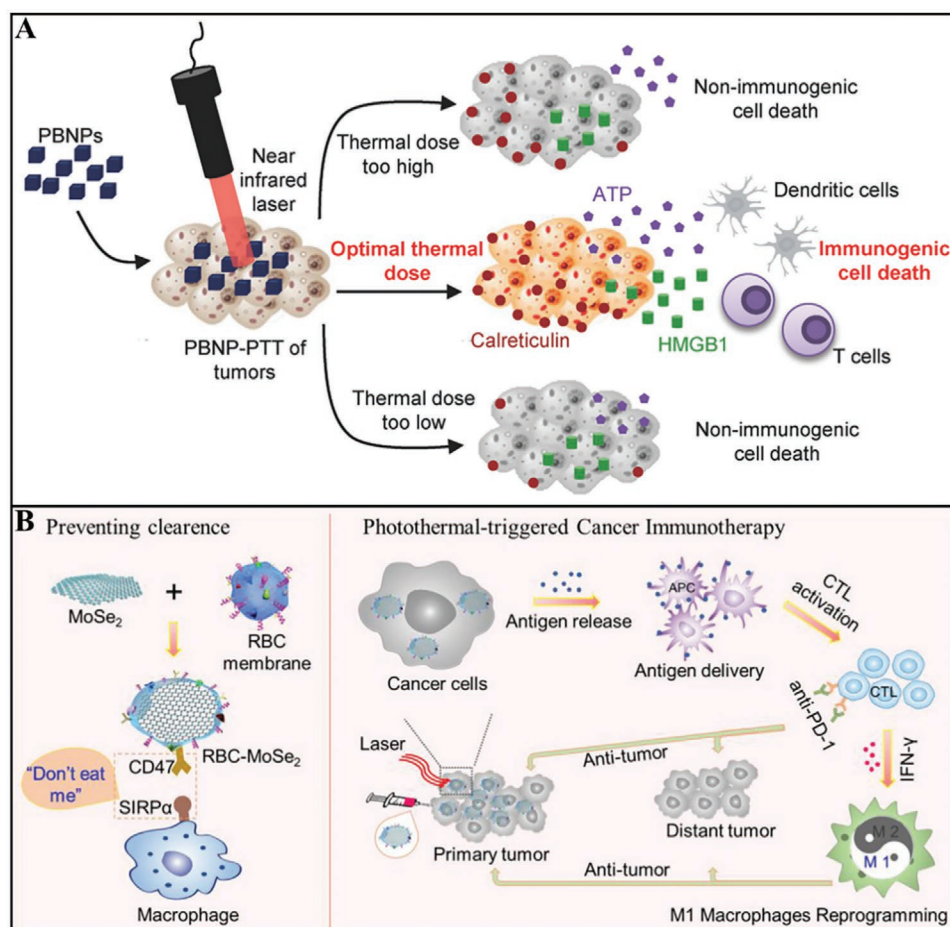 A
PBNPs
Near
infrared
laser
PBNP-PTT of
tumors
Thermal dose
too high
Non-immunogenic
cell death
Optimal thermal
dose
ATP
Dendritic cells
Immunogenic
cell death
Calreticulin
HMGB1
T cells
Thermal dose
too low
Non-immunogenic
cell death
B
Preventing clearence
MoSe₂
+
RBC
membrane
RBC-MoSe₂
CD47
"Don't eat
me"
SIRPα
Macrophage
Photothermal-triggered Cancer Immunotherapy
Cancer cells
Antigen release
APC
Antigen delivery
CTL
activation
CTL
anti-PD-1
IFN-γ
Laser
Primary tumor
Anti-tumor
Distant tumor
Anti-tumor
M 2
M 1
M1 Macrophages Reprogramming